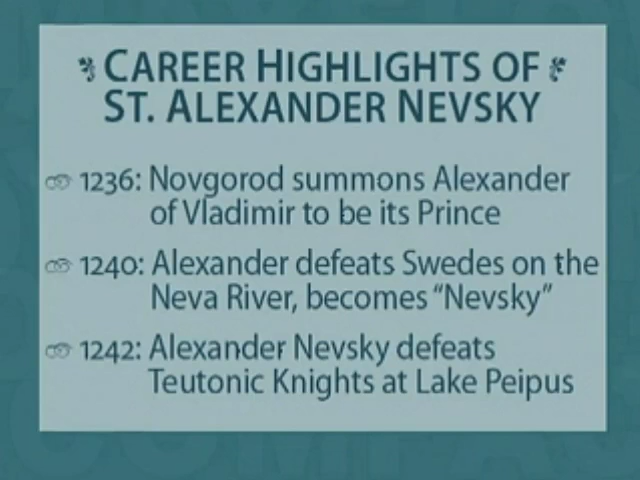 CAREER HIGHLIGHTS OF
ST. ALEXANDER NEVSKY
1236: Novgorod summons Alexander
of Vladimir to be its Prince
1240: Alexander defeats Swedes on the
Neva River, becomes “Nevsky”
1242: Alexander Nevsky defeats
Teutonic Knights at Lake Peipus